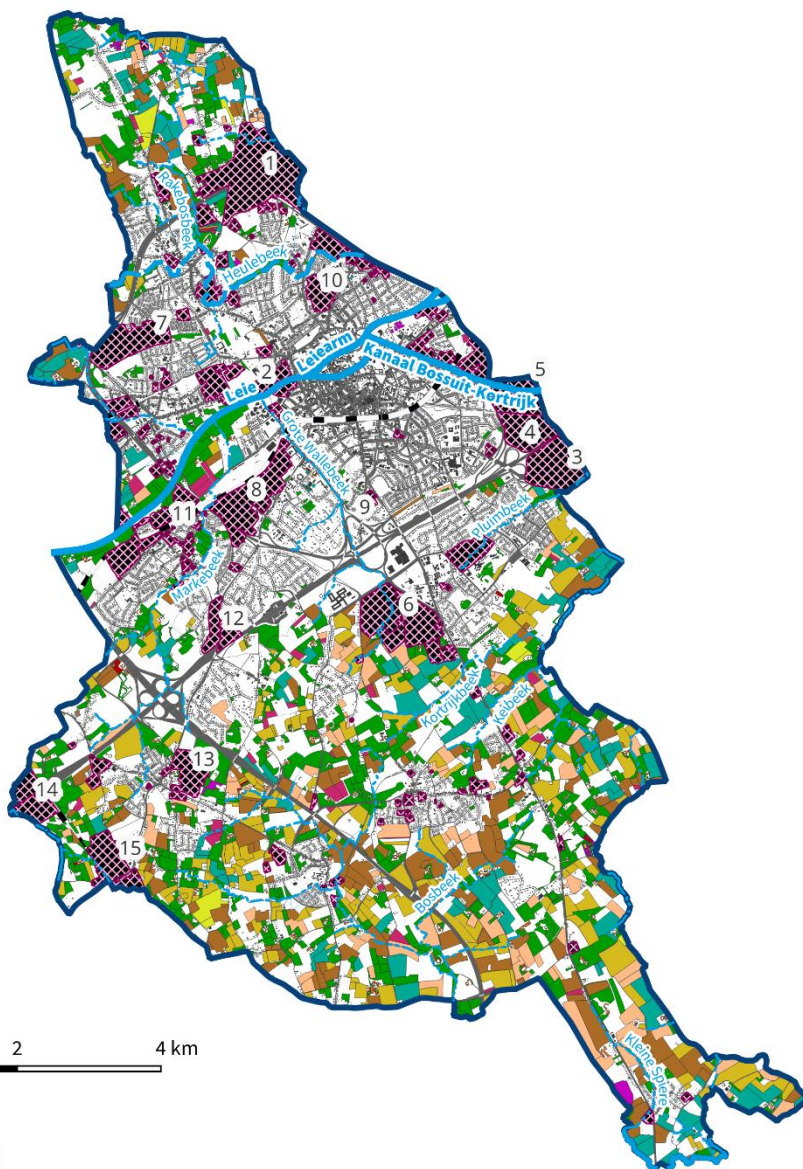 1
Rakebosbeek
Heulebeek
10
7
Leiearm
Kanaal Bossuit-Kortrijk
5
2
Leie
4
3
Grote Wallebeek
8
9
11
Pluimbeek
Markebeek
6
12
Kortrijkbeek
Keibeek
13
14
15
Bosbeek
2 4 km
Kleine Spiere